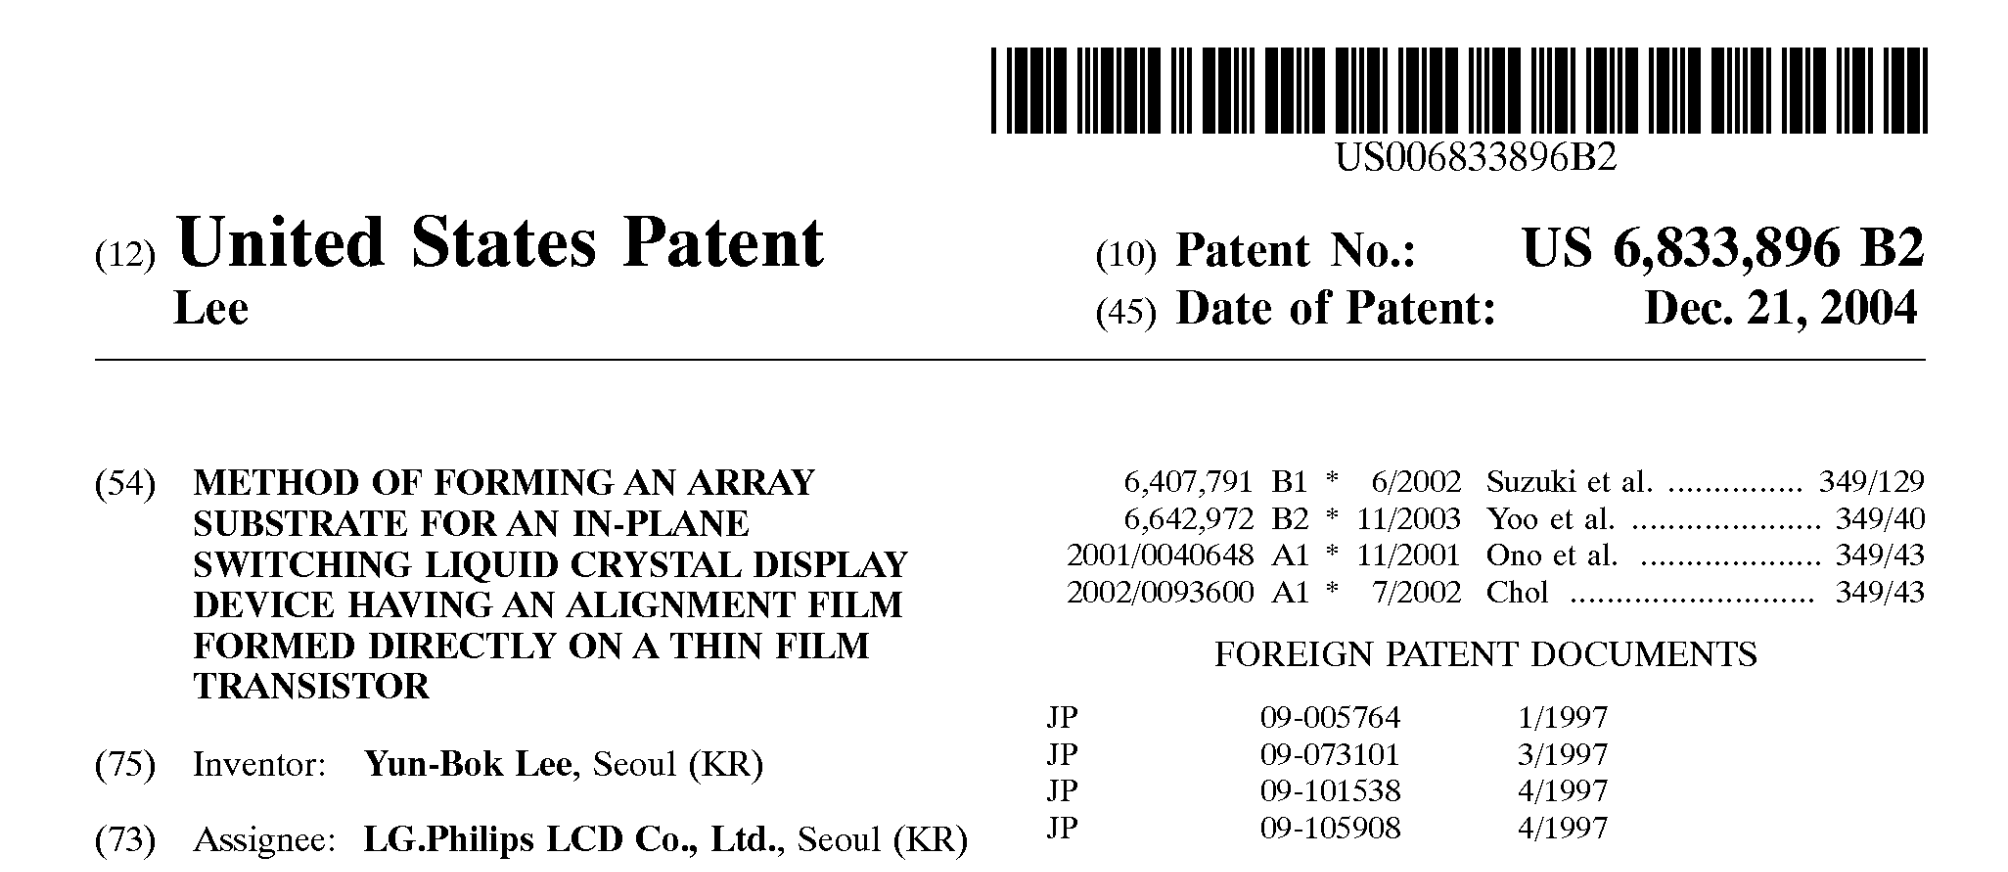 US006833896B2
(12) United States Patent
Lee
(10) Patent No.: US 6,833,896 B2
(45) Date of Patent: Dec. 21, 2004
(54) METHOD OF FORMING AN ARRAY
SUBSTRATE FOR AN IN-PLANE
SWITCHING LIQUID CRYSTAL DISPLAY
DEVICE HAVING AN ALIGNMENT FILM
FORMED DIRECTLY ON A THIN FILM
TRANSISTOR
(75) Inventor: Yun-Bok Lee, Seoul (KR)
(73) Assignee: LG.Philips LCD Co., Ltd., Seoul (KR)
6,407,791 B1 * 6/2002 Suzuki et al. ............... 349/129
6,642,972 B2 * 11/2003 Yoo et al. ..................... 349/40
2001/0040648 A1 * 11/2001 Ono et al. .................... 349/43
2002/0093600 A1 * 7/2002 Chol ........................... 349/43
FOREIGN PATENT DOCUMENTS
JP 09-005764 1/1997
JP 09-073101 3/1997
JP 09-101538 4/1997
JP 09-105908 4/1997